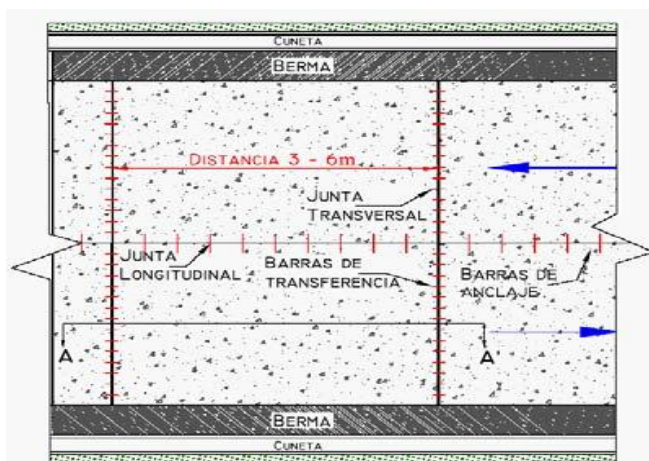 CUNETA
BERMA
DISTANCIA 3 - 6m
JUNTA
TRANSVERSAL
JUNTA
LONGITUDINAL
BARRAS DE
TRANSFERENCIA
BARRAS DE
ANCLAJE
A
A
BERMA
CUNETA